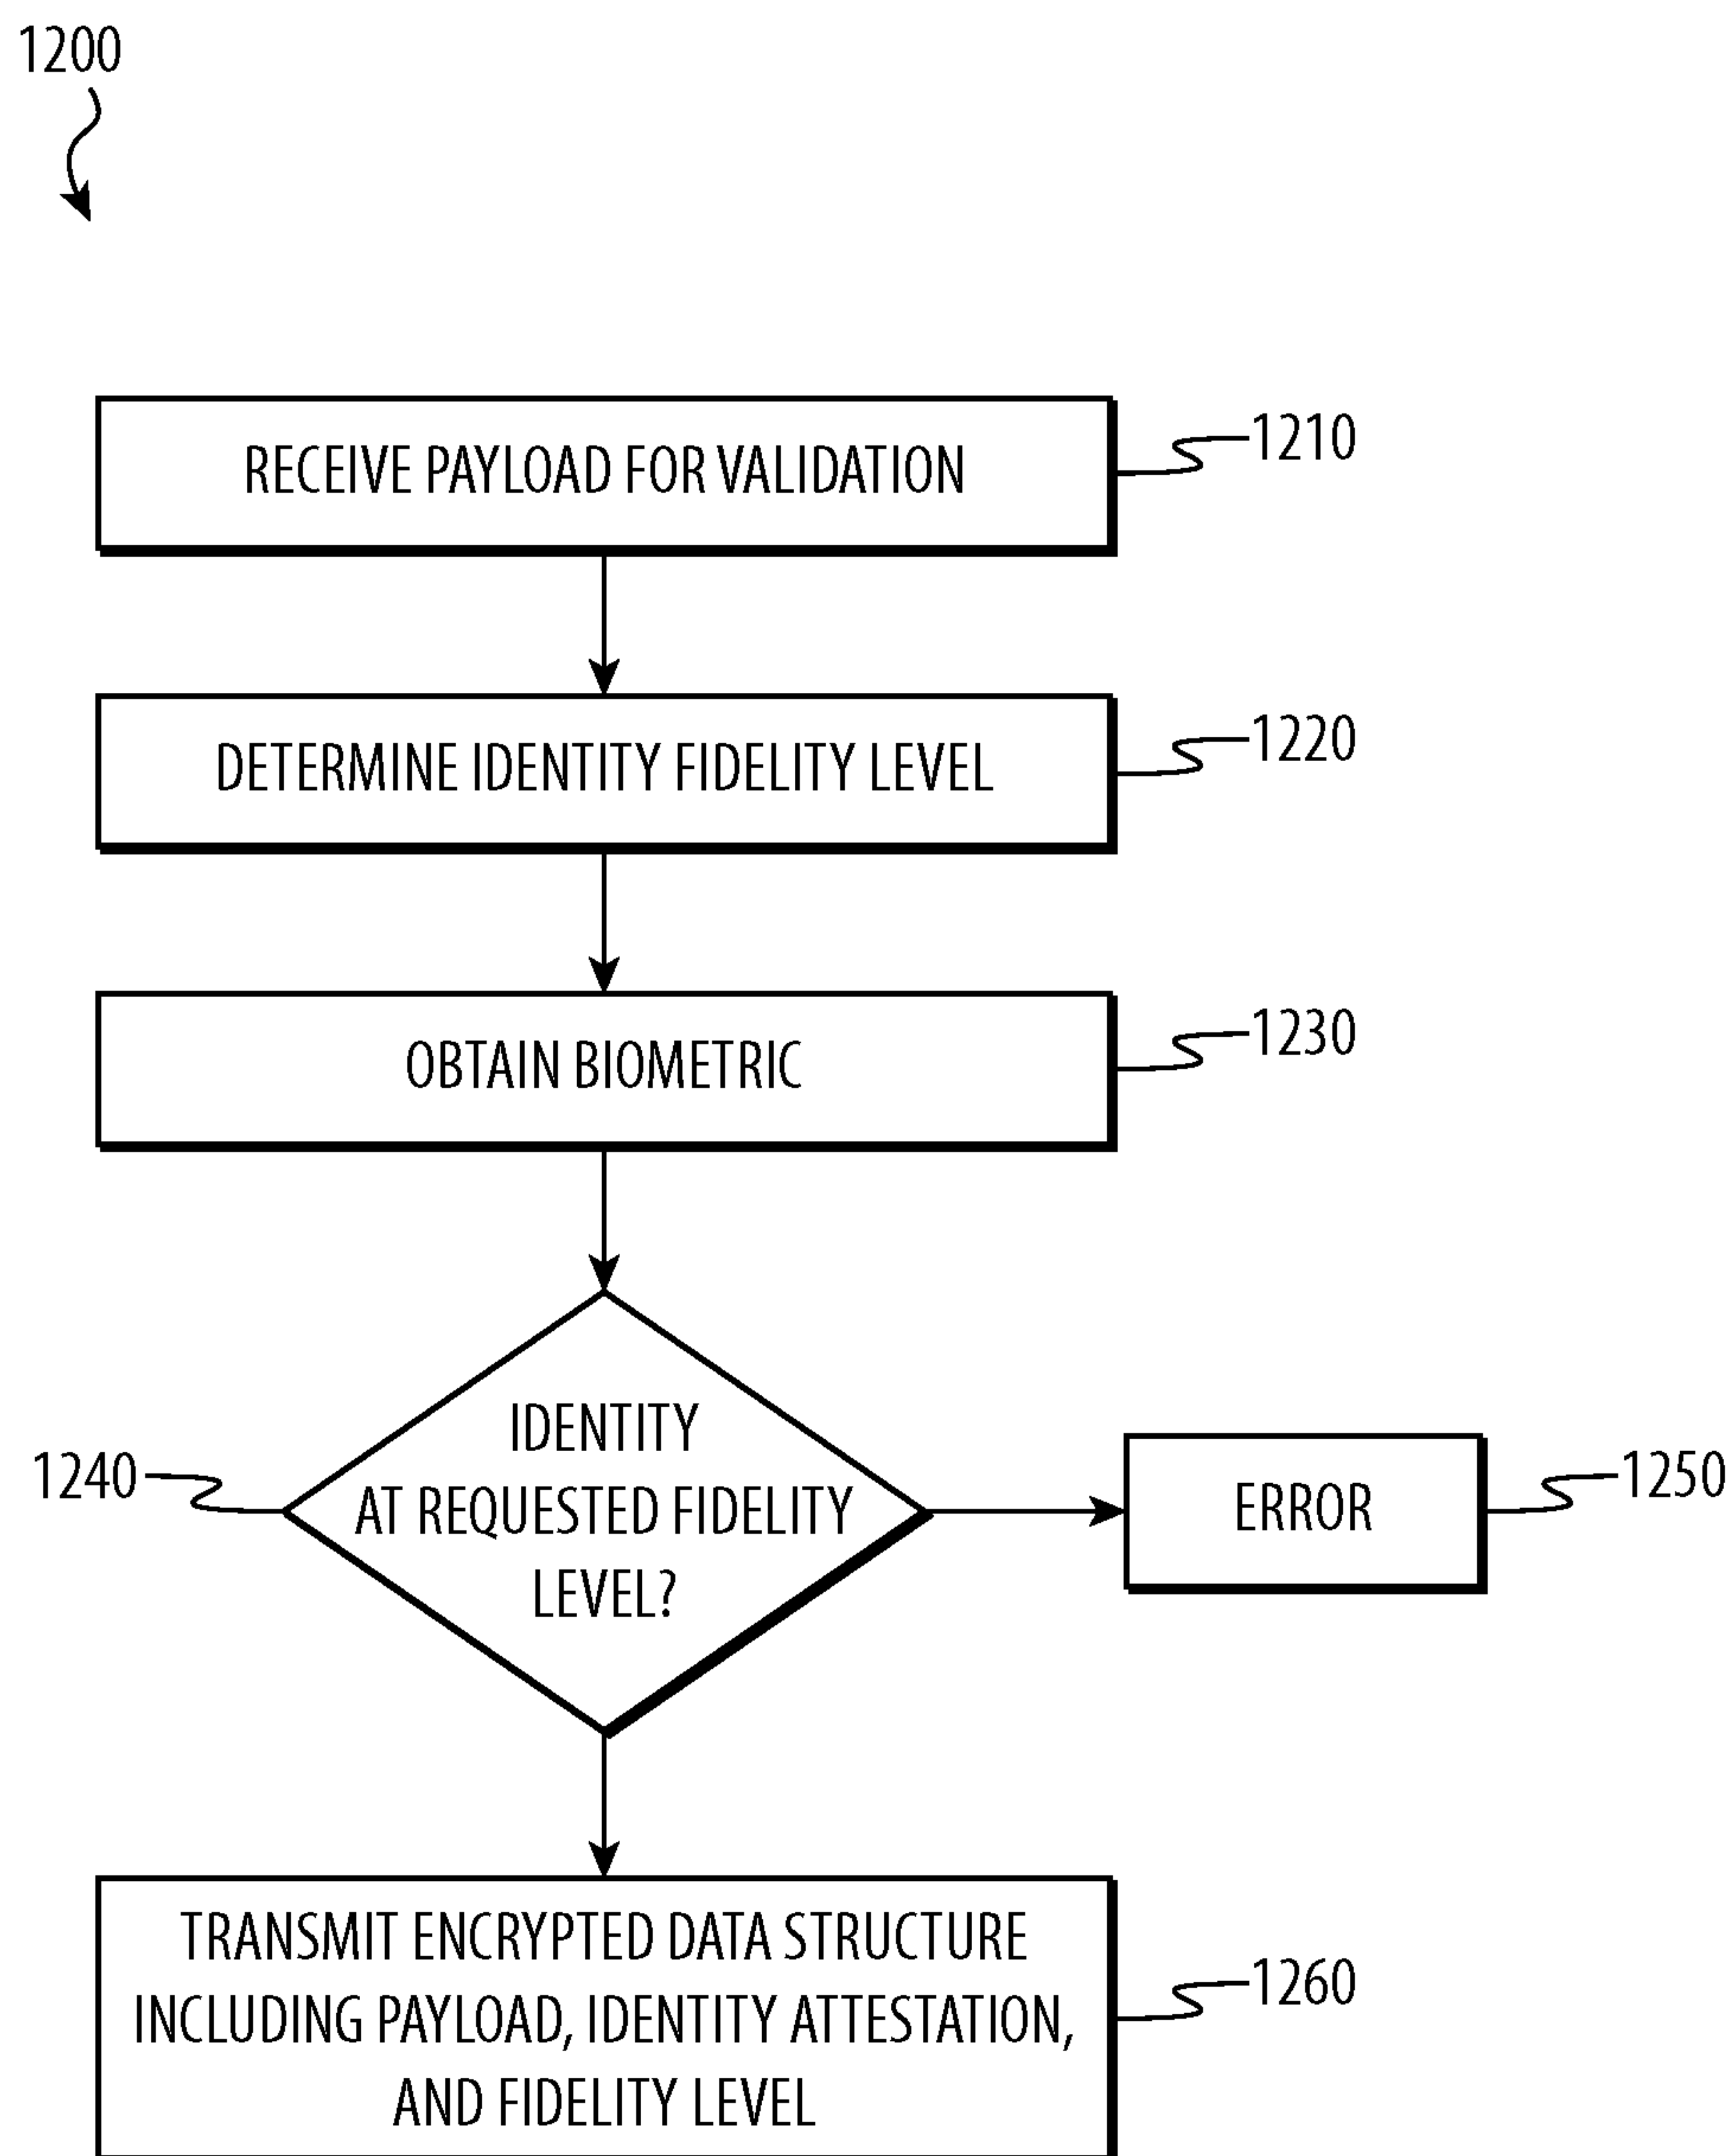 1200
RECEIVE PAYLOAD FOR VALIDATION
1210
DETERMINE IDENTITY FIDELITY LEVEL
1220
OBTAIN BIOMETRIC
1230
IDENTITY
AT REQUESTED FIDELITY
LEVEL?
1240
ERROR
1250
TRANSMIT ENCRYPTED DATA STRUCTURE
INCLUDING PAYLOAD, IDENTITY ATTESTATION,
AND FIDELITY LEVEL
1260